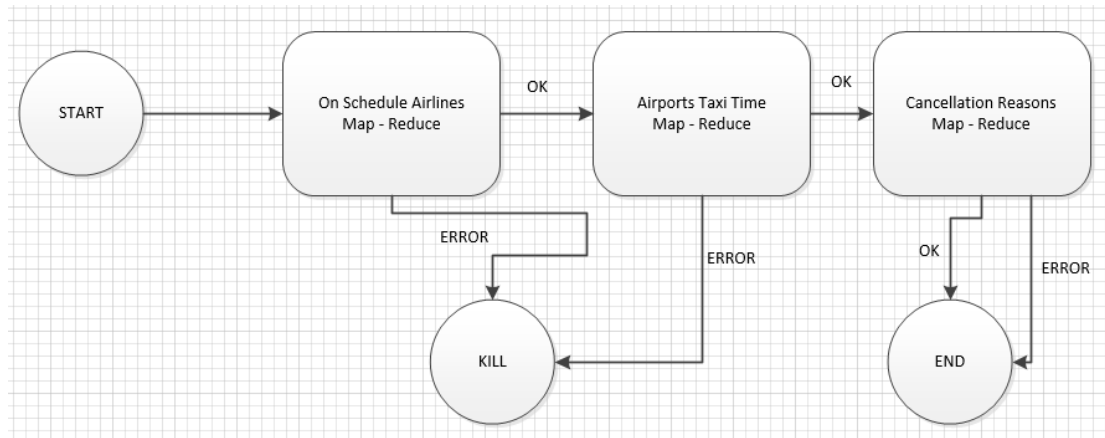 START
On Schedule Airlines
Map - Reduce
OK
Airports Taxi Time
Map - Reduce
OK
Cancellation Reasons
Map - Reduce
ERROR
ERROR
OK
ERROR
KILL
END